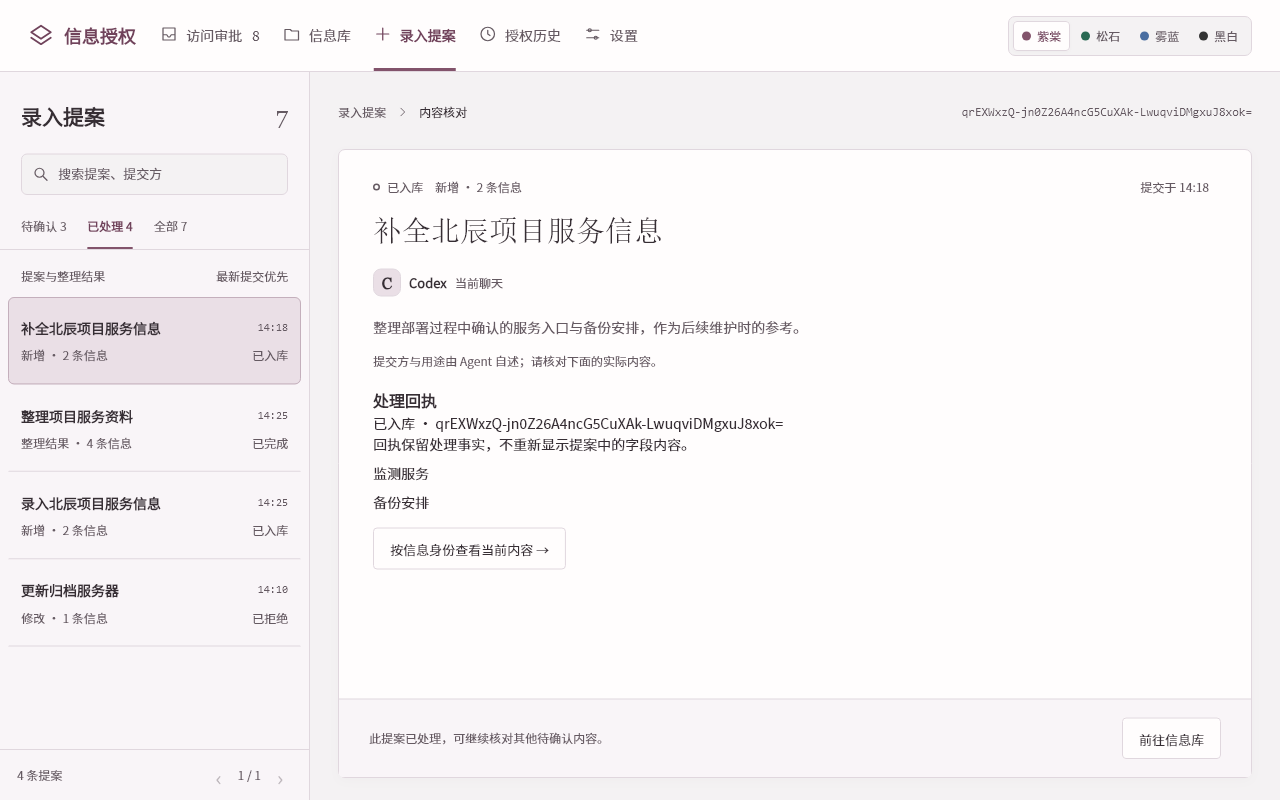 信息授权
访问审批 8
信息库
录入提案
授权历史
设置
紫棠
松石
雾蓝
黑白
录入提案
7
搜索提案、提交方
待确认 3
已处理 4
全部 7
提案与整理结果
最新提交优先
补全北辰项目服务信息
14:18
新增 · 2 条信息
已入库
整理项目服务资料
14:25
整理结果 · 4 条信息
已完成
录入北辰项目服务信息
14:25
新增 · 2 条信息
已入库
更新归档服务器
14:10
修改 · 1 条信息
已拒绝
4 条提案
‹ 1 / 1 ›
录入提案 > 内容核对
qrEXWxzQ-jn0Z26A4ncG5CuXAk-LwuqviDMgxuJ8xok=
已入库 新增 · 2 条信息
提交于 14:18
补全北辰项目服务信息
C Codex 当前聊天
整理部署过程中确认的服务入口与备份安排，作为后续维护时的参考。
提交方与用途由 Agent 自述；请核对下面的实际内容。
处理回执
已入库 · qrEXWxzQ-jn0Z26A4ncG5CuXAk-LwuqviDMgxuJ8xok=
回执保留处理事实，不重新显示提案中的字段内容。
监测服务
备份安排
按信息身份查看当前内容 →
此提案已处理，可继续核对其他待确认内容。
前往信息库